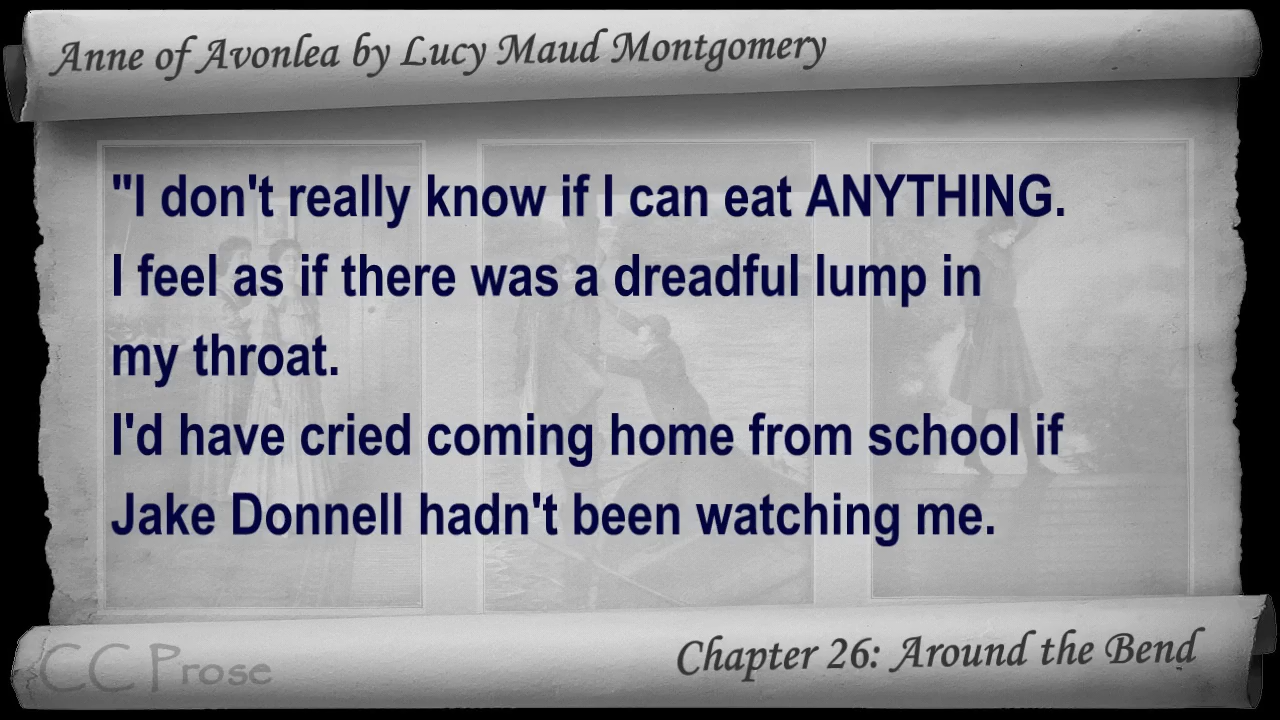 Anne of Avonlea by Lucy Maud Montgomery
"I don't really know if I can eat ANYTHING.
I feel as if there was a dreadful lump in
my throat.
I'd have cried coming home from school if
Jake Donnell hadn't been watching me.
CC Prose
Chapter 26: Around the Bend